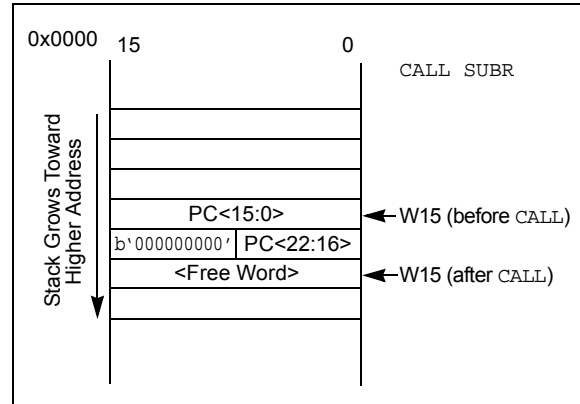 0x0000 15 0
CALL SUBR
Stack Grows Toward
Higher Address
PC<15:0> W15 (before CALL)
b‘000000000’ PC<22:16>
<Free Word> W15 (after CALL)